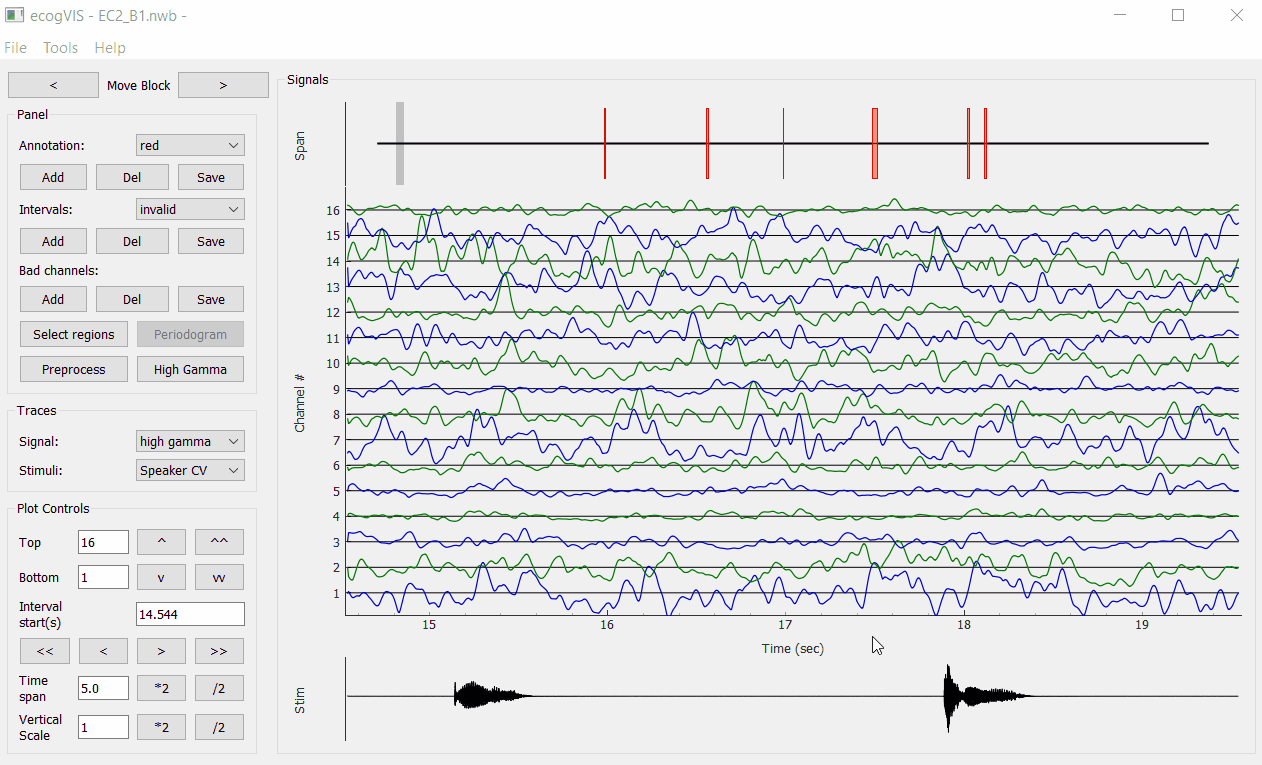 ecogVIS - EC2_B1.nwb -
File Tools Help
< Move Block >
Panel
Annotation: red
Add Del Save
Intervals: invalid
Add Del Save
Bad channels:
Add Del Save
Select regions Periodogram
Preprocess High Gamma
Traces
Signal: high gamma
Stimuli: Speaker CV
Plot Controls
Top 16 ^ ^^
Bottom 1 v vv
Interval
start(s) 14.544
<< < > >>
Time
span 5.0 *2 /2
Vertical
Scale 1 *2 /2
Signals
Span
16
15
14
13
12
11
10
9
8
7
6
5
4
3
2
1
Channel #
15 16 17 18 19
Time (sec)
Stim